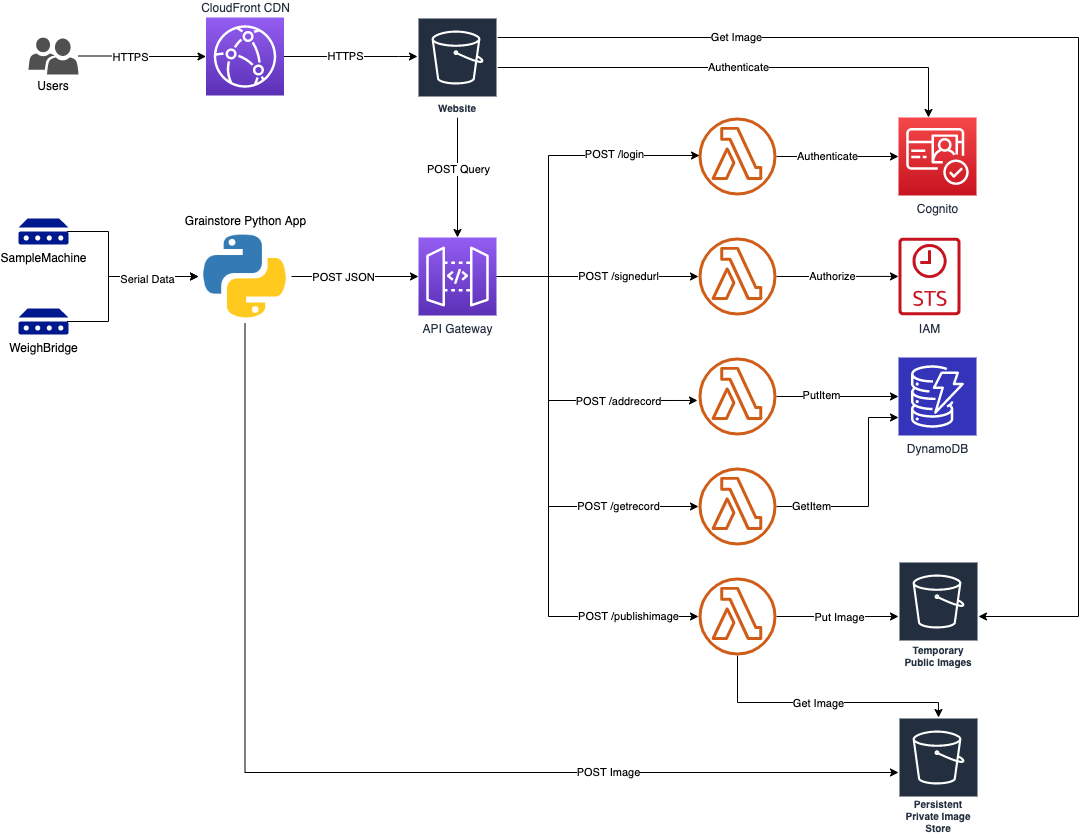 CloudFront CDN
Users
HTTPS
HTTPS
Website
Get Image
Authenticate
POST Query
SampleMachine
WeighBridge
Serial Data
Grainstore Python App
POST JSON
API Gateway
POST /login
Authenticate
Cognito
POST /signedurl
Authorize
STS
IAM
POST /addrecord
PutItem
DynamoDB
POST /getrecord
GetItem
POST /publishimage
Put Image
Temporary
Public Images
Get Image
POST Image
Persistent
Private Image
Store